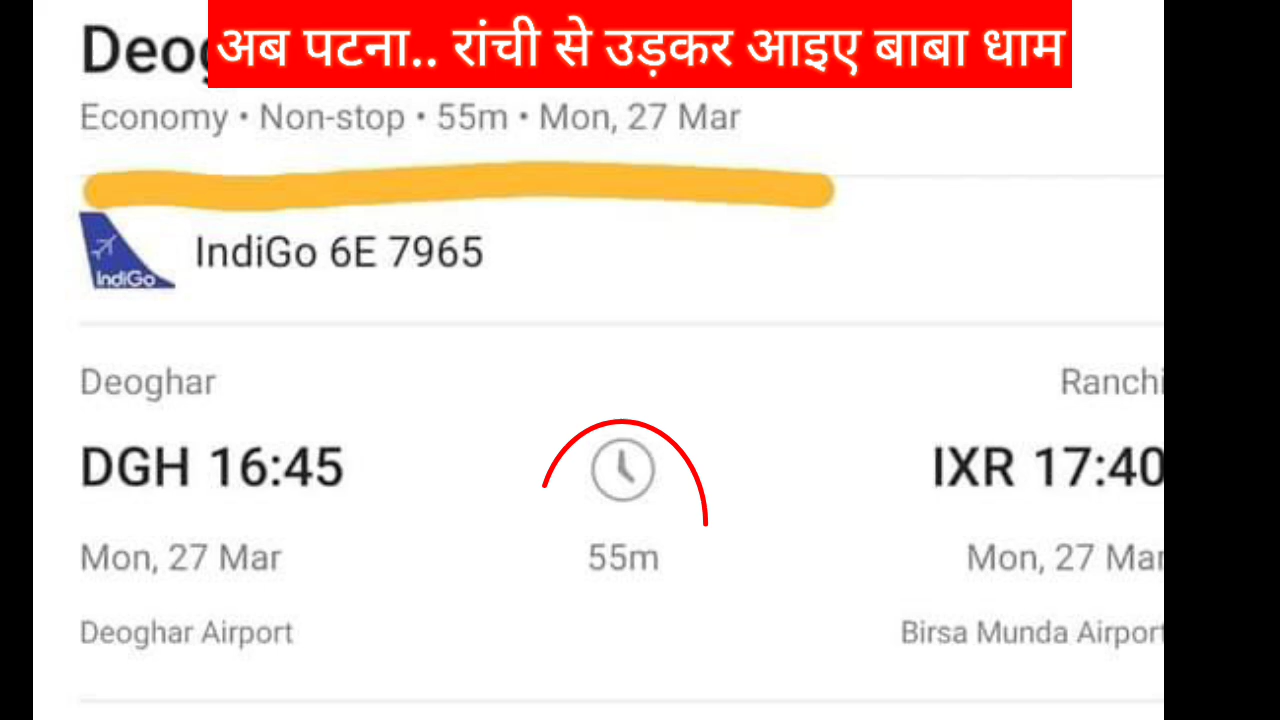 अब पटना.. रांची से उड़कर आइए बाबा धाम
Economy • Non-stop • 55m • Mon, 27 Mar
IndiGo
IndiGo 6E 7965
Deoghar Ranchi
DGH 16:45 IXR 17:40
Mon, 27 Mar 55m Mon, 27 Mar
Deoghar Airport Birsa Munda Airport